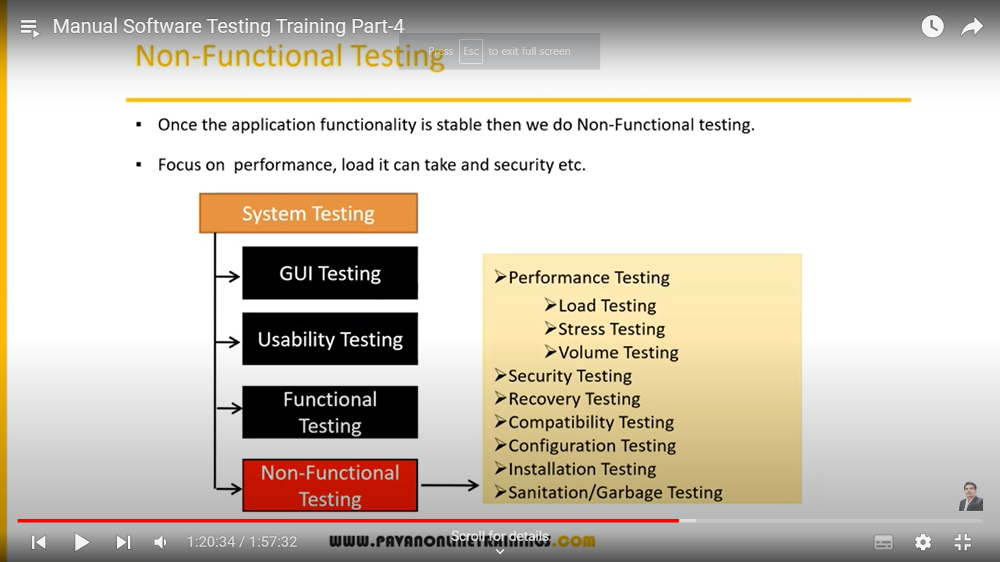 Manual Software Testing Training Part-4
Press Esc to exit full screen
Non-Functional Testing
▪ Once the application functionality is stable then we do Non-Functional testing.
▪ Focus on  performance, load it can take and security etc.
System Testing
GUI Testing
Usability Testing
Functional
Testing
Non-Functional
Testing
➢Performance Testing
➢Load Testing
➢Stress Testing
➢Volume Testing
➢Security Testing
➢Recovery Testing
➢Compatibility Testing
➢Configuration Testing
➢Installation Testing
➢Sanitation/Garbage Testing
1:20:34 / 1:57:32
www.pavanonlinetrainings.com
Scroll for details